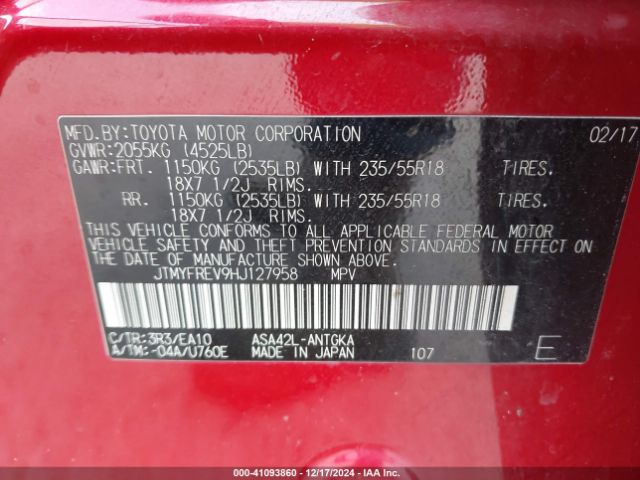 MFD.BY:TOYOTA MOTOR CORPORATION 02/17
GVWR:2055KG (4525LB)
GAWR:FRT. 1150KG (2535LB) WITH 235/55R18 TIRES.
18X7 1/2J RIMS.
RR. 1150KG (2535LB) WITH 235/55R18 TIRES.
18X7 1/2J RIMS.
THIS VEHICLE CONFORMS TO ALL APPLICABLE FEDERAL MOTOR
VEHICLE SAFETY AND THEFT PREVENTION STANDARDS IN EFFECT ON
THE DATE OF MANUFACTURE SHOWN ABOVE.
JTMYFREV9HJ127958 MPV
C/TR:3R3/EA10 ASA42L-ANTGKA
A/TM:-04A/U760E MADE IN JAPAN 107 E
000-41093860 - 12/17/2024 - IAA Inc.